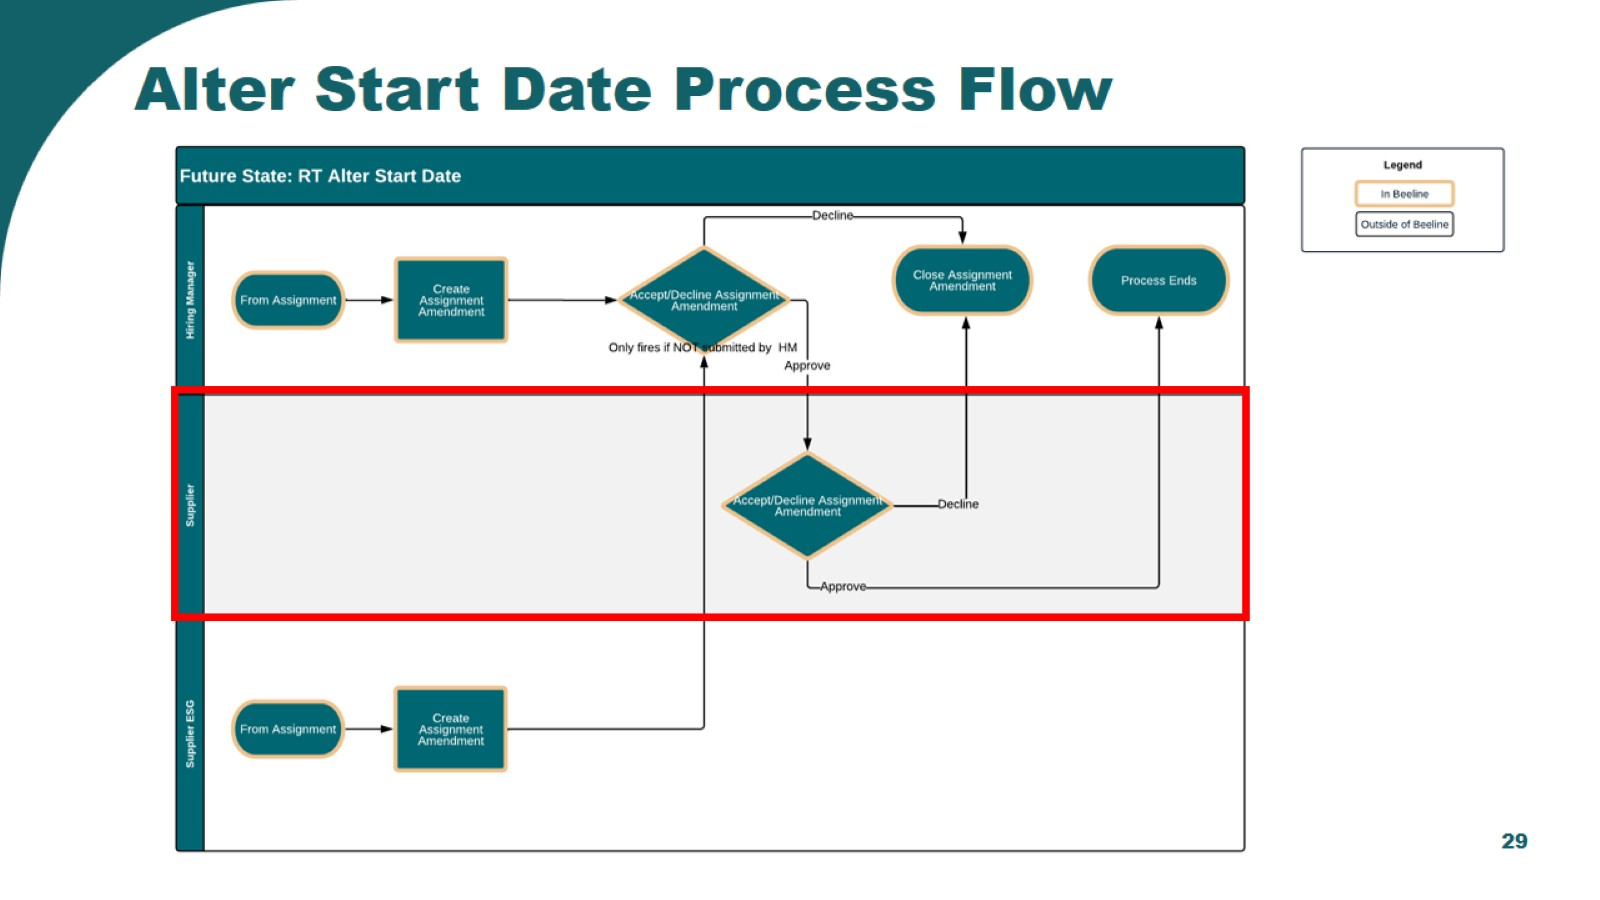 Alter Start Date Process Flow
Future State: RT Alter Start Date
Legend
In Beeline
Outside of Beeline
Hiring Manager
From Assignment
Create
Assignment
Amendment
Accept/Decline Assignment
Amendment
Only fires if NOT submitted by HM
Decline
Approve
Close Assignment
Amendment
Process Ends
Supplier
Accept/Decline Assignment
Amendment
Decline
Approve
Supplier ESG
From Assignment
Create
Assignment
Amendment
29